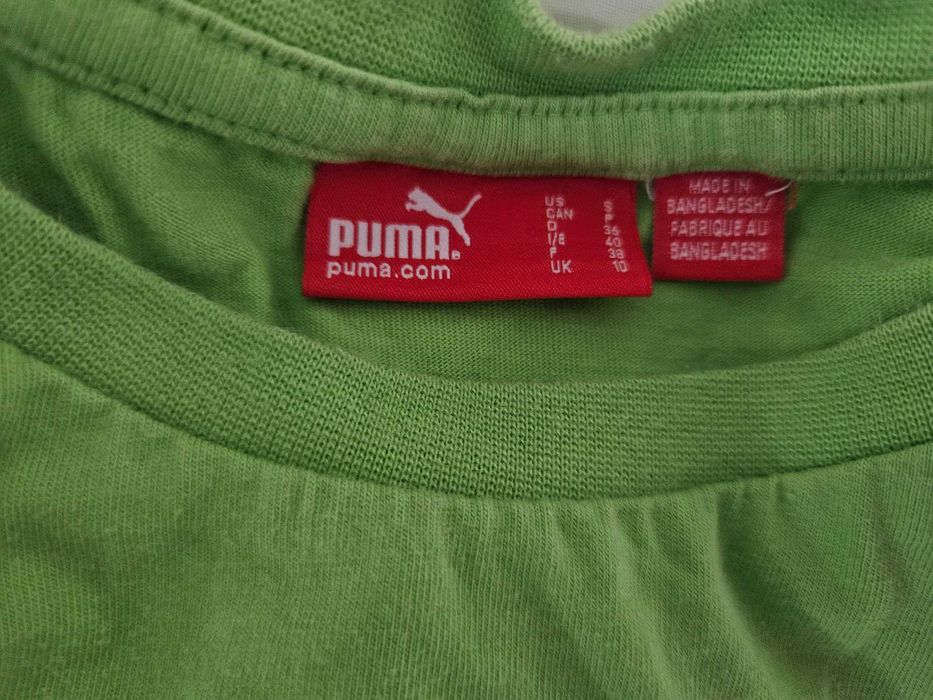 PUMA®
puma.com
US S
CAN P
D 36
I/E 40
F 38
UK 10
MADE IN
BANGLADESH/
FABRIQUE AU
BANGLADESH